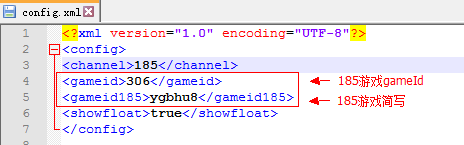 config.xml
1 <?xml version="1.0" encoding="UTF-8"?>
2 <config>
3 <channel>185</channel>
4 <gameid>306</gameid> 185游戏gameId
5 <gameid185>ygbhu8</gameid185> 185游戏简写
6 <showfloat>true</showfloat>
7 </config>